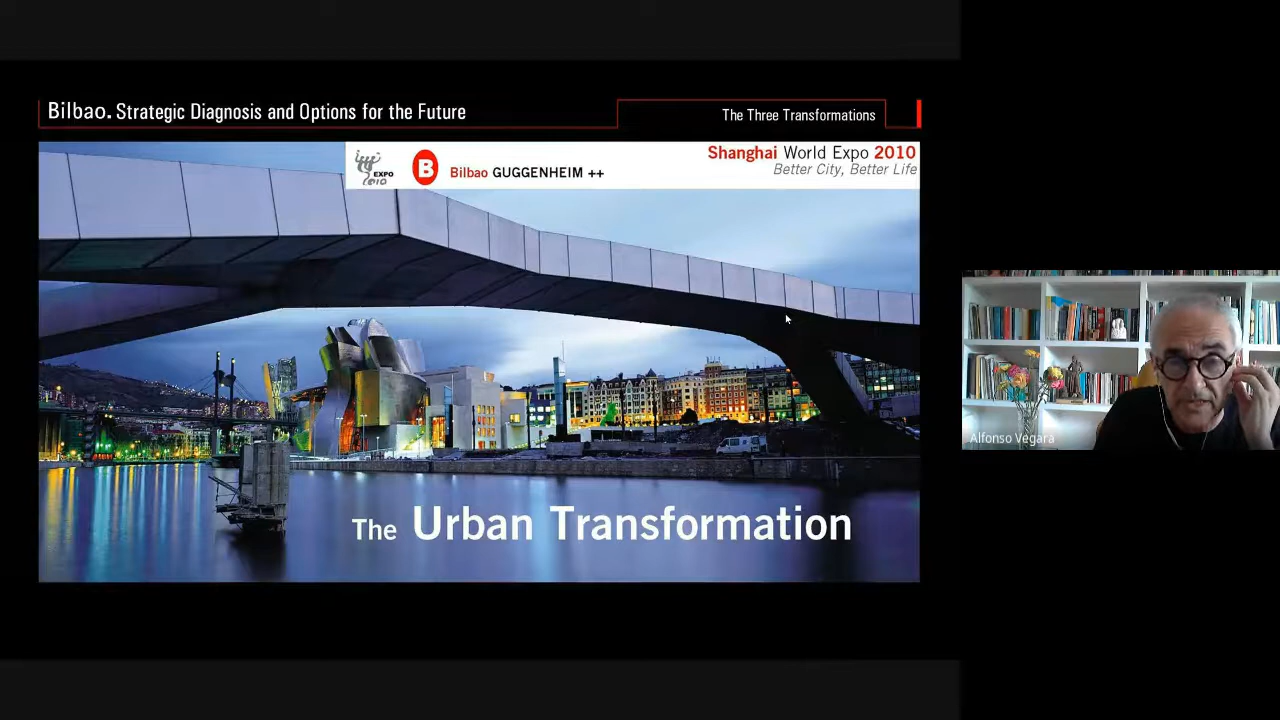 Bilbao. Strategic Diagnosis and Options for the Future
The Three Transformations
EXPO
2010
B
Bilbao GUGGENHEIM ++
Shanghai World Expo 2010
Better City, Better Life
The Urban Transformation
Alfonso Vegara